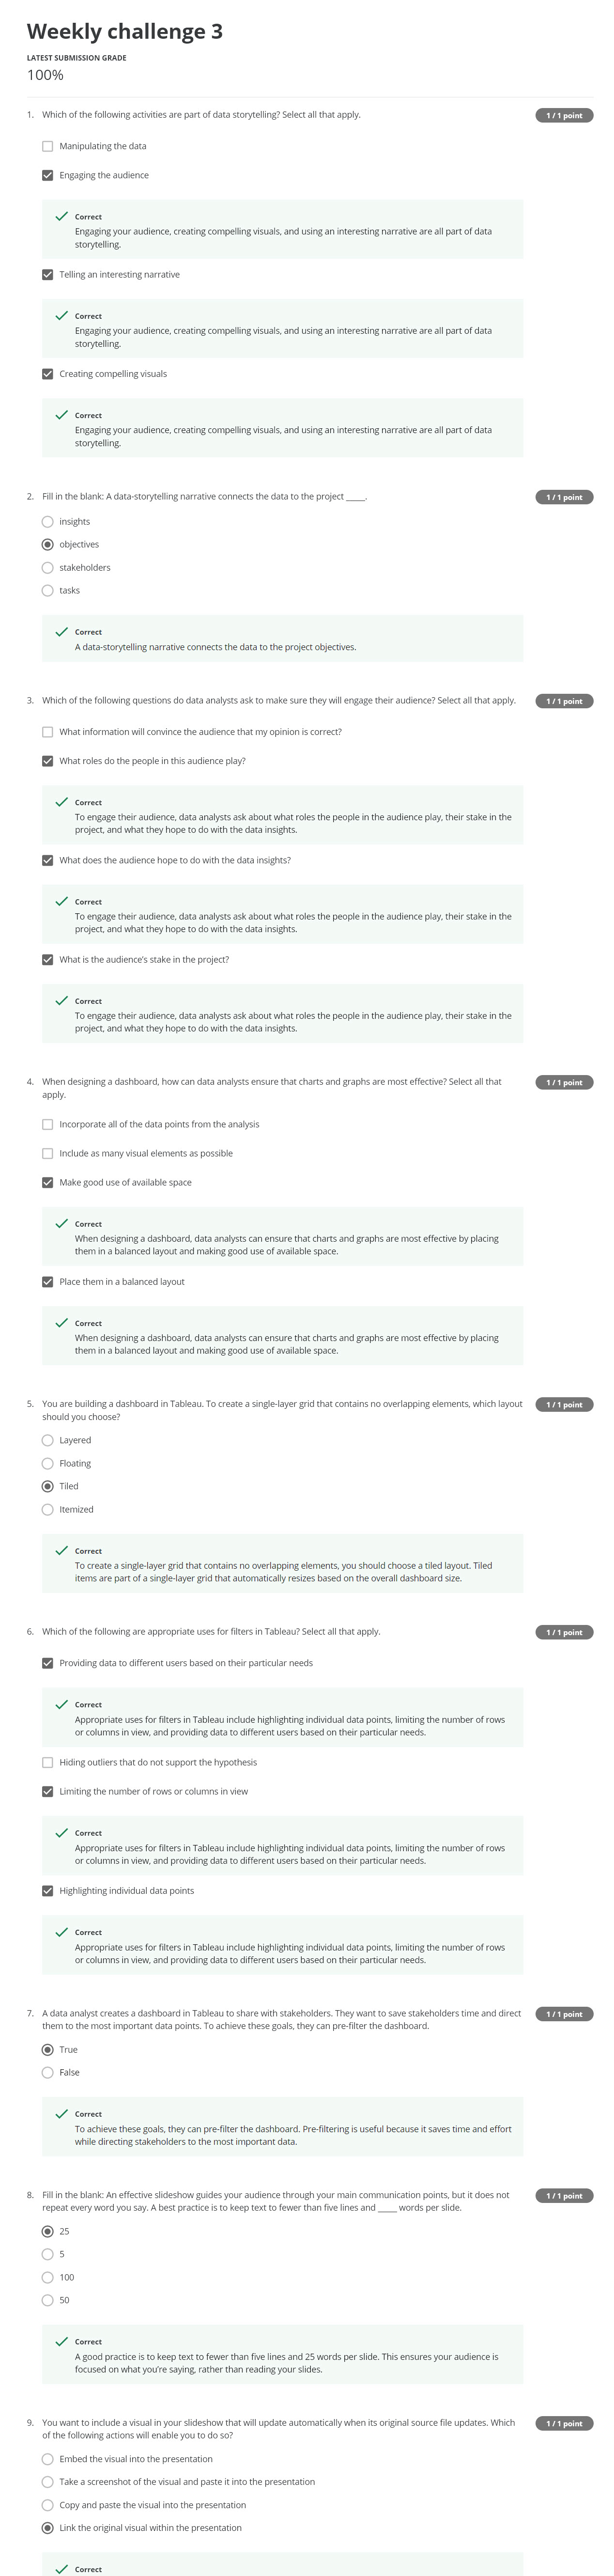 Weekly challenge 3
LATEST SUBMISSION GRADE
100%
1. Which of the following activities are part of data storytelling? Select all that apply.
1 / 1 point
Manipulating the data
Engaging the audience
Correct
Engaging your audience, creating compelling visuals, and using an interesting narrative are all part of data
storytelling.
Telling an interesting narrative
Correct
Engaging your audience, creating compelling visuals, and using an interesting narrative are all part of data
storytelling.
Creating compelling visuals
Correct
Engaging your audience, creating compelling visuals, and using an interesting narrative are all part of data
storytelling.
2. Fill in the blank: A data-storytelling narrative connects the data to the project _____.
1 / 1 point
insights
objectives
stakeholders
tasks
Correct
A data-storytelling narrative connects the data to the project objectives.
3. Which of the following questions do data analysts ask to make sure they will engage their audience? Select all that apply.
1 / 1 point
What information will convince the audience that my opinion is correct?
What roles do the people in this audience play?
Correct
To engage their audience, data analysts ask about what roles the people in the audience play, their stake in the
project, and what they hope to do with the data insights.
What does the audience hope to do with the data insights?
Correct
To engage their audience, data analysts ask about what roles the people in the audience play, their stake in the
project, and what they hope to do with the data insights.
What is the audience's stake in the project?
Correct
To engage their audience, data analysts ask about what roles the people in the audience play, their stake in the
project, and what they hope to do with the data insights.
4. When designing a dashboard, how can data analysts ensure that charts and graphs are most effective? Select all that
apply.
1 / 1 point
Incorporate all of the data points from the analysis
Include as many visual elements as possible
Make good use of available space
Correct
When designing a dashboard, data analysts can ensure that charts and graphs are most effective by placing
them in a balanced layout and making good use of available space.
Place them in a balanced layout
Correct
When designing a dashboard, data analysts can ensure that charts and graphs are most effective by placing
them in a balanced layout and making good use of available space.
5. You are building a dashboard in Tableau. To create a single-layer grid that contains no overlapping elements, which layout
should you choose?
1 / 1 point
Layered
Floating
Tiled
Itemized
Correct
To create a single-layer grid that contains no overlapping elements, you should choose a tiled layout. Tiled
items are part of a single-layer grid that automatically resizes based on the overall dashboard size.
6. Which of the following are appropriate uses for filters in Tableau? Select all that apply.
1 / 1 point
Providing data to different users based on their particular needs
Correct
Appropriate uses for filters in Tableau include highlighting individual data points, limiting the number of rows
or columns in view, and providing data to different users based on their particular needs.
Hiding outliers that do not support the hypothesis
Limiting the number of rows or columns in view
Correct
Appropriate uses for filters in Tableau include highlighting individual data points, limiting the number of rows
or columns in view, and providing data to different users based on their particular needs.
Highlighting individual data points
Correct
Appropriate uses for filters in Tableau include highlighting individual data points, limiting the number of rows
or columns in view, and providing data to different users based on their particular needs.
7. A data analyst creates a dashboard in Tableau to share with stakeholders. They want to save stakeholders time and direct
them to the most important data points. To achieve these goals, they can pre-filter the dashboard.
1 / 1 point
True
False
Correct
To achieve these goals, they can pre-filter the dashboard. Pre-filtering is useful because it saves time and effort
while directing stakeholders to the most important data.
8. Fill in the blank: An effective slideshow guides your audience through your main communication points, but it does not
repeat every word you say. A best practice is to keep text to fewer than five lines and _____ words per slide.
1 / 1 point
25
5
100
50
Correct
A good practice is to keep text to fewer than five lines and 25 words per slide. This ensures your audience is
focused on what you're saying, rather than reading your slides.
9. You want to include a visual in your slideshow that will update automatically when its original source file updates. Which
of the following actions will enable you to do so?
1 / 1 point
Embed the visual into the presentation
Take a screenshot of the visual and paste it into the presentation
Copy and paste the visual into the presentation
Link the original visual within the presentation
Correct